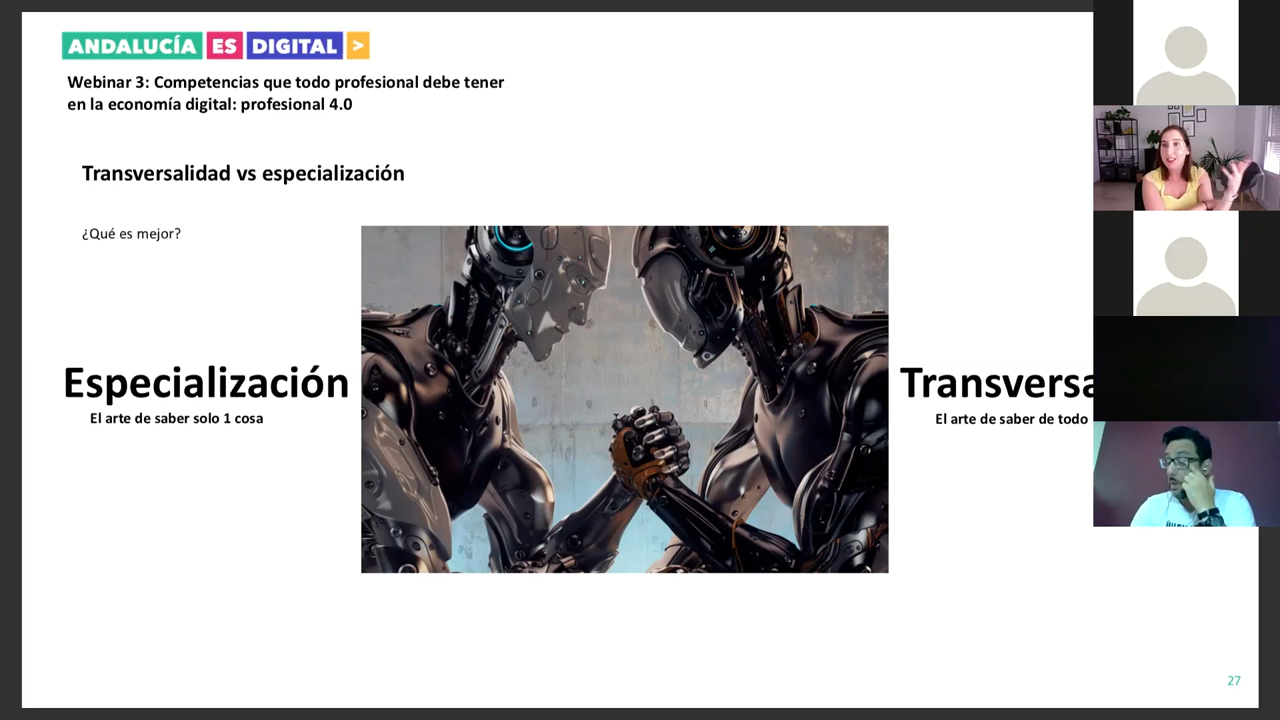 ANDALUCÍA ES DIGITAL >
Webinar 3: Competencias que todo profesional debe tener
en la economía digital: profesional 4.0
Transversalidad vs especialización
¿Qué es mejor?
Especialización
El arte de saber solo 1 cosa
Transversa
El arte de saber de todo
27